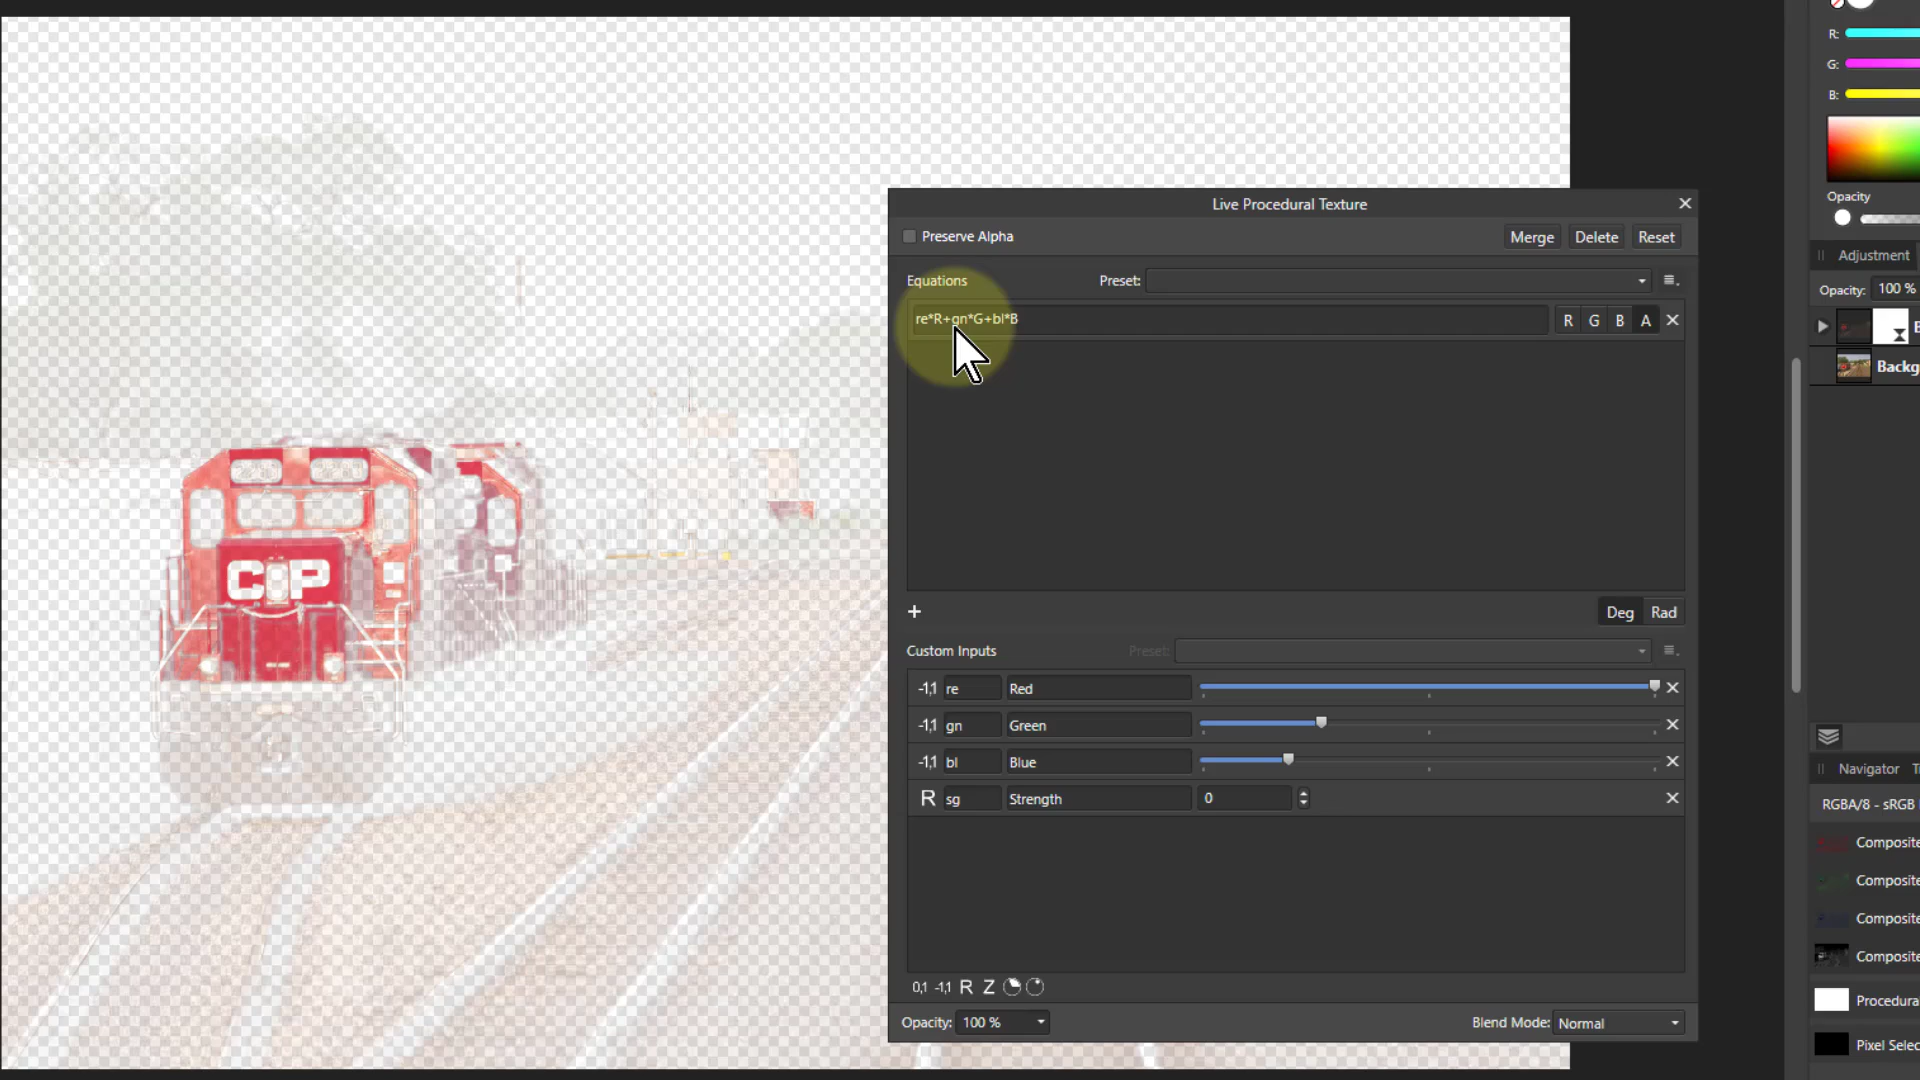 Live Procedural Texture
Preserve Alpha
Merge
Delete
Reset
Equations
Preset:
re*R+gn*G+bl*B
R
G
B
A
CP
Deg
Rad
Custom Inputs
Preset:
-1,1 re Red
-1,1 gn Green
-1,1 bl Blue
R sg Strength 0
0,1 -1,1 R Z
Opacity: 100 %
Blend Mode: Normal
R:
G:
B:
Opacity
Adjustment
Opacity: 100 %
B
Backg
Navigator T
RGBA/8 - sRGB
Composite
Composite
Composite
Composite
Procedura
Pixel Selec